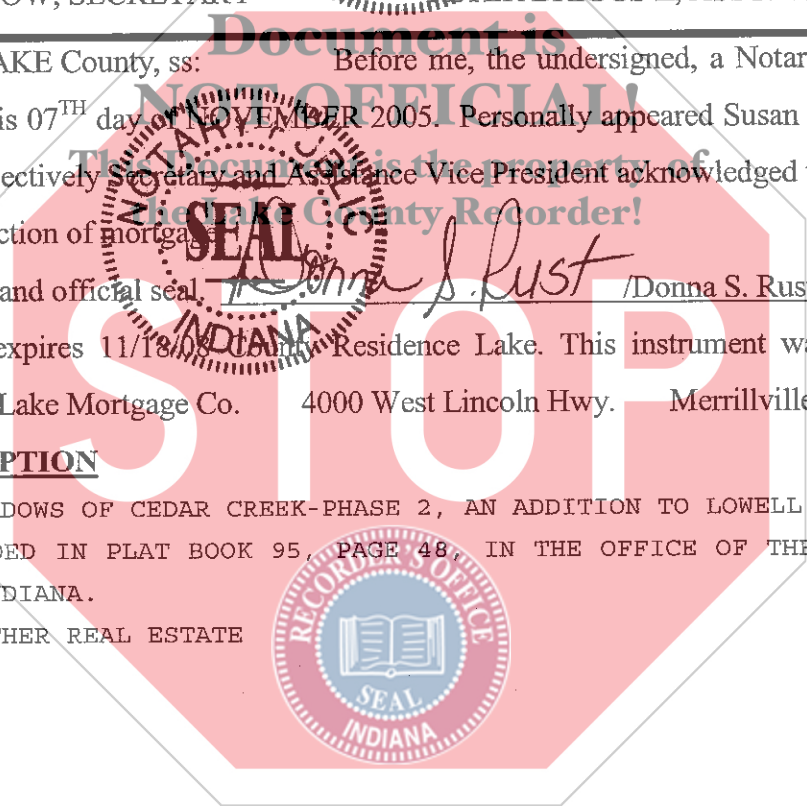 OW, SECRETARY
Document is
AKE County, ss: Before me, the undersigned, a Notar
NOT OFFICIAL!
is 07TH day of NOVEMBER 2005. Personally appeared Susan
This Document is the property of
ectively Secretary and Assistance Vice President acknowledged
the Lake County Recorder!
ction of mortgage
NOTARY PUBLIC
SEAL
INDIANA
and official seal Donna S. Rust /Donna S. Rust
expires 11/18/08 County Residence Lake. This instrument wa
Lake Mortgage Co. 4000 West Lincoln Hwy. Merrillville
STOP
PTION
DOWS OF CEDAR CREEK-PHASE 2, AN ADDITION TO LOWELL
DED IN PLAT BOOK 95, PAGE 48, IN THE OFFICE OF THE
DIANA.
THER REAL ESTATE
RECORDER'S OFFICE
SEAL
INDIANA